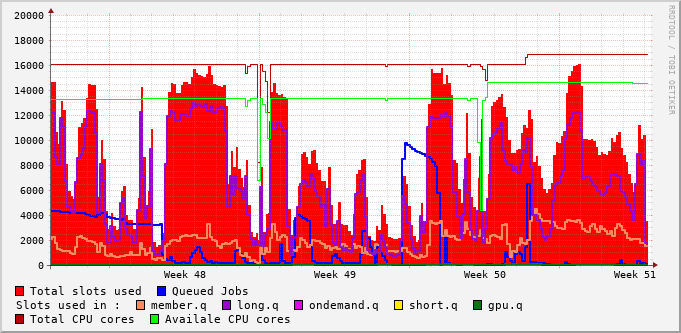 20000
18000
16000
14000
12000
10000
8000
6000
4000
2000
0
Week 48 Week 49 Week 50 Week 51
RRDTOOL / TOBI OETIKER
Total slots used Queued Jobs
Slots used in : member.q long.q ondemand.q short.q gpu.q
Total CPU cores Availale CPU cores